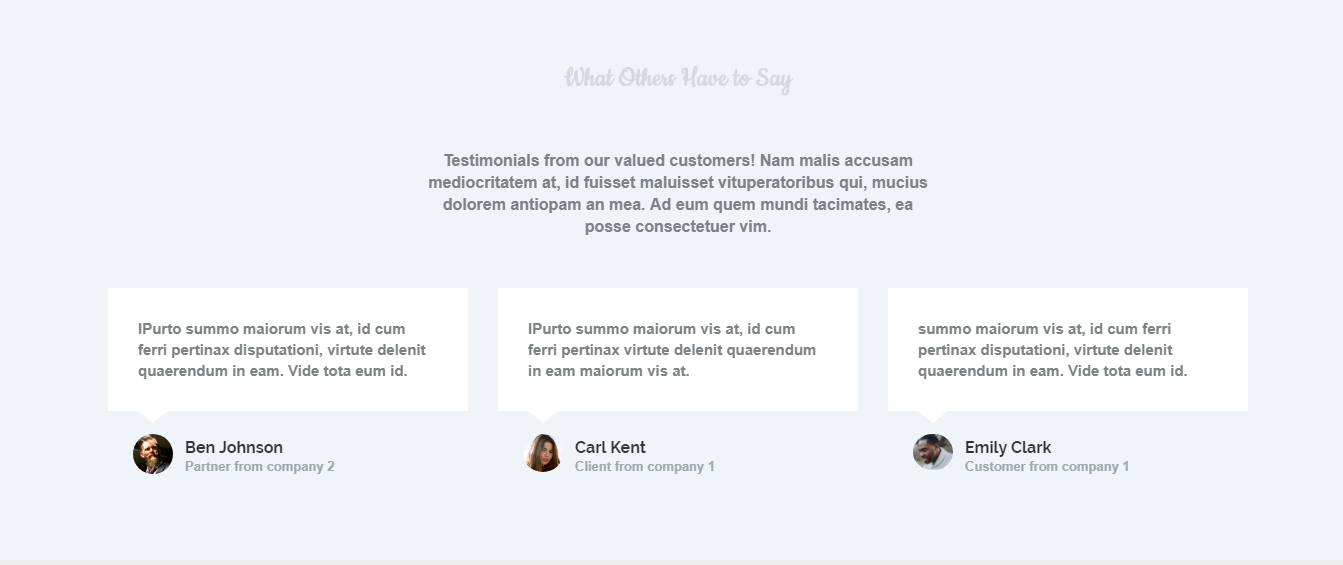 What Others Have to Say
Testimonials from our valued customers! Nam malis accusam
mediocritatem at, id fuisset maluisset vituperatoribus qui, mucius
dolorem antiopam an mea. Ad eum quem mundi tacimates, ea
posse consectetuer vim.
IPurto summo maiorum vis at, id cum
ferri pertinax disputationi, virtute delenit
quaerendum in eam. Vide tota eum id.
Ben Johnson
Partner from company 2
IPurto summo maiorum vis at, id cum
ferri pertinax virtute delenit quaerendum
in eam maiorum vis at.
Carl Kent
Client from company 1
summo maiorum vis at, id cum ferri
pertinax disputationi, virtute delenit
quaerendum in eam. Vide tota eum id.
Emily Clark
Customer from company 1